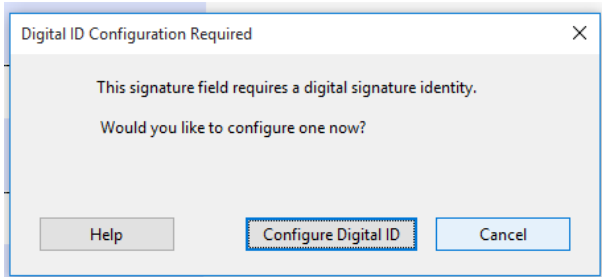 Digital ID Configuration Required
This signature field requires a digital signature identity.
Would you like to configure one now?
Help
Configure Digital ID
Cancel